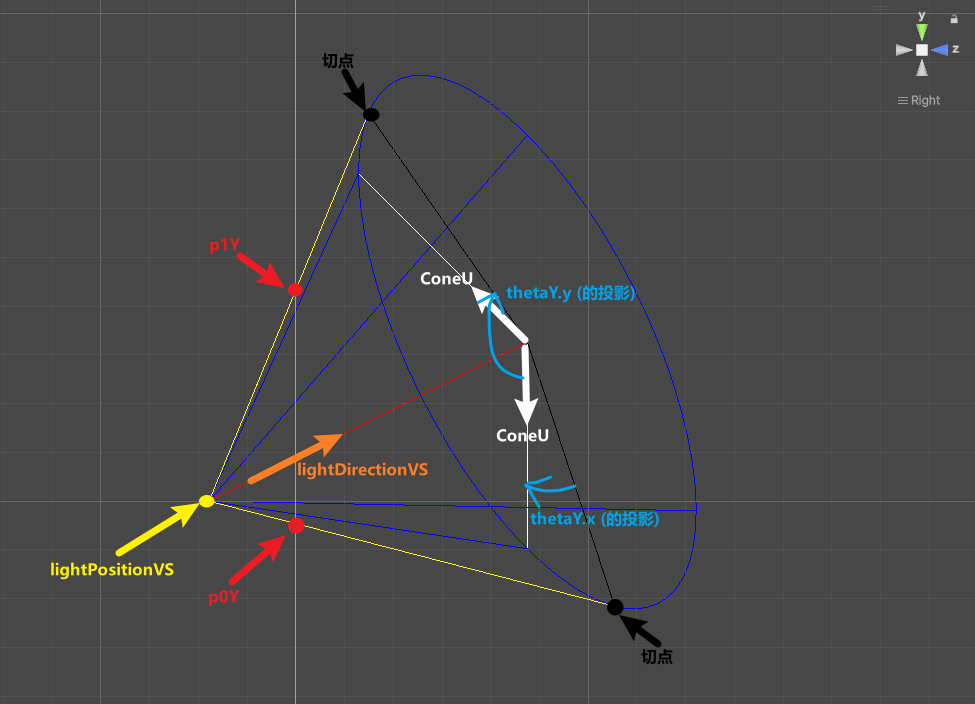 y
z
Right
切点
p1Y
ConeU
thetaY.y (的投影)
ConeU
lightDirectionVS
thetaY.x (的投影)
lightPositionVS
p0Y
切点